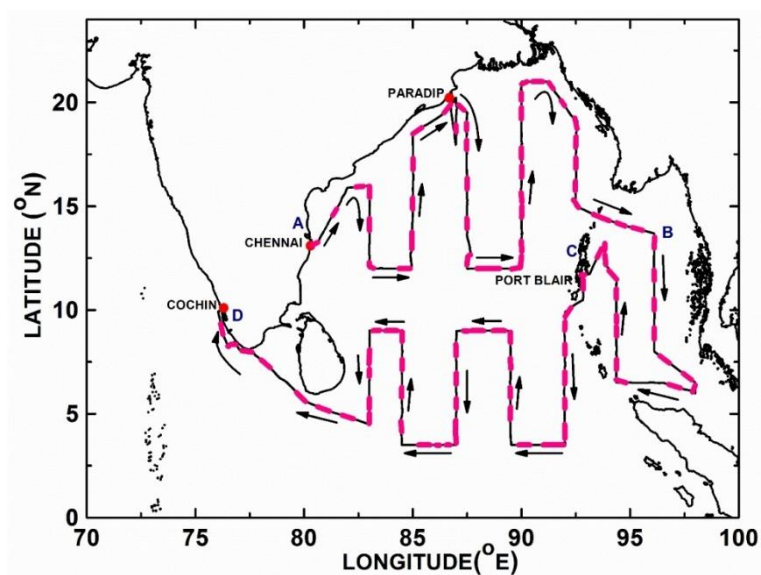 20
15
10
5
0
LATITUDE (°N)
PARADIP
A
CHENNAI
B
C
PORT BLAIR
COCHIN
D
70 75 80 85 90 95 100
LONGITUDE(°E)